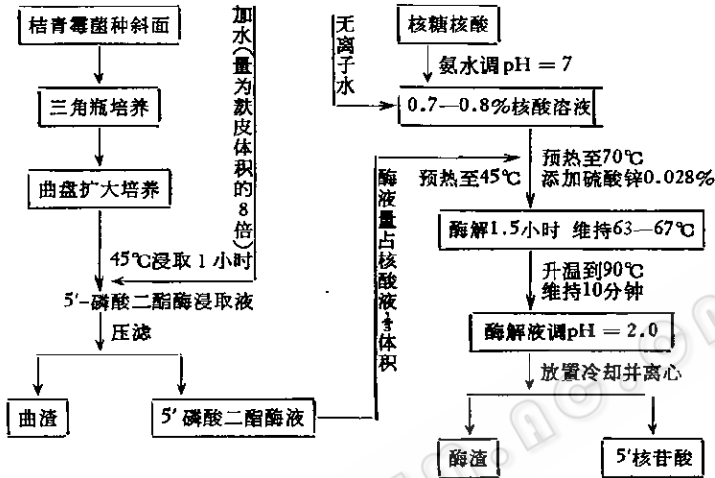 桔青霉菌种斜面
三角瓶培养
曲盘扩大培养
加水(量为麸皮体积的8倍)
45℃浸取1小时
5′-磷酸二酯酶浸取液
压滤
曲渣
5′磷酸二酯酶液
酶液量占核酸液⅓体积
预热至45℃
无离子水
核糖核酸
氨水调pH=7
0.7—0.8%核酸溶液
预热至70℃
添加硫酸锌0.028%
酶解1.5小时 维持63—67℃
升温到90℃
维持10分钟
酶解液调pH=2.0
放置冷却并离心
酶渣
5′核苷酸